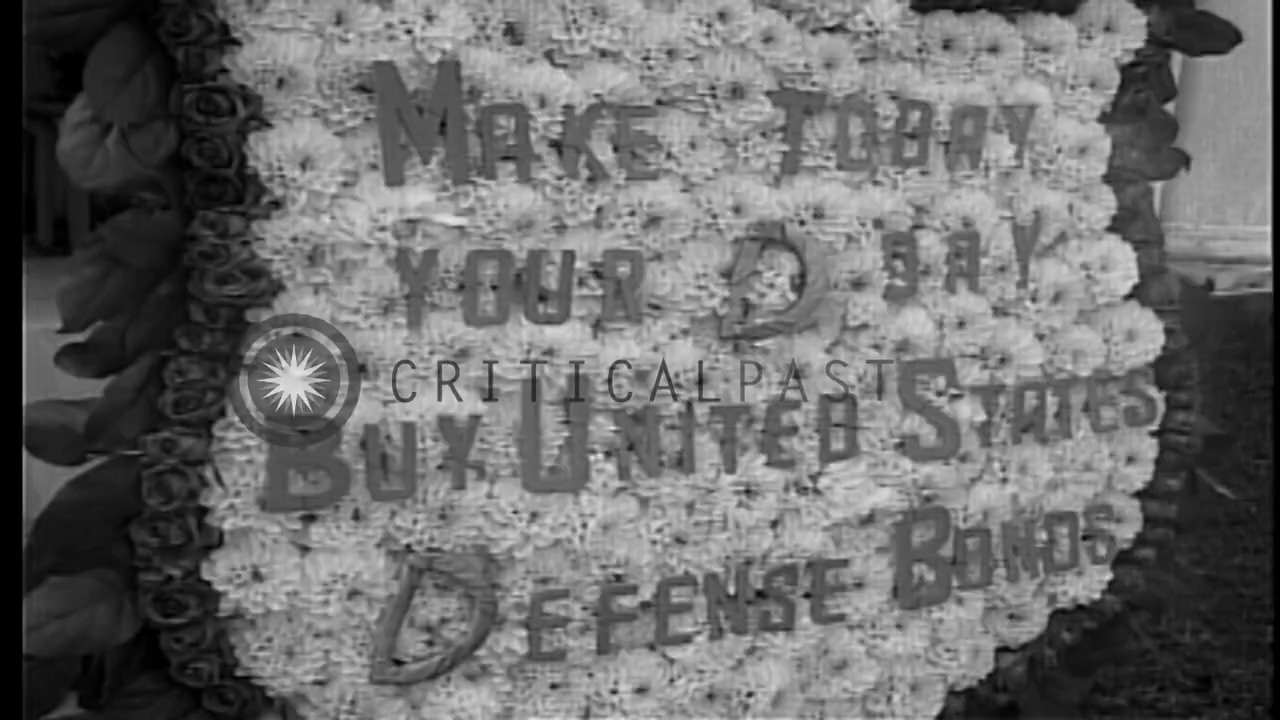 MAKE TODAY
YOUR D DAY
CRITICALPAST
BUY UNITED STATES
DEFENSE BONDS